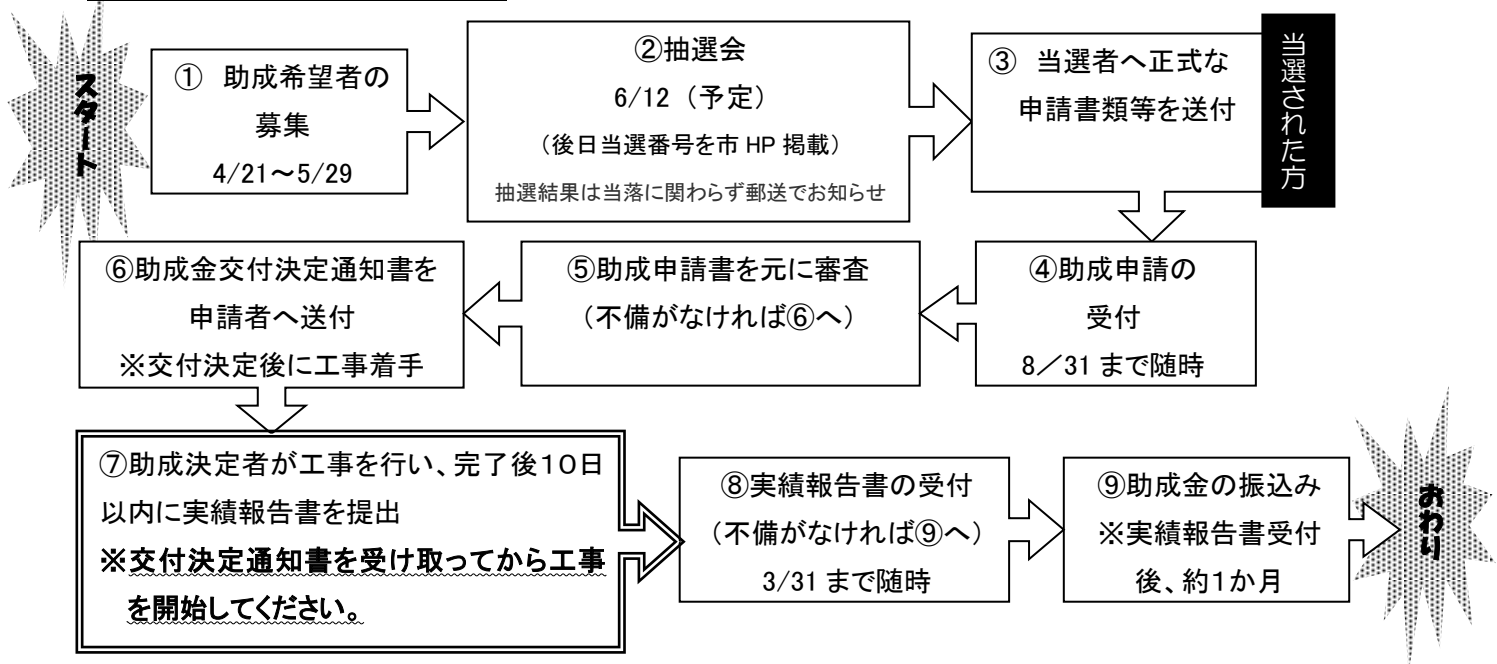 スタート
① 助成希望者の
募集
4/21～5/29
②抽選会
6/12（予定）
（後日当選番号を市 HP 掲載）
抽選結果は当落に関わらず郵送でお知らせ
③ 当選者へ正式な
申請書類等を送付
当選された方
④助成申請の
受付
8／31 まで随時
⑤助成申請書を元に審査
（不備がなければ⑥へ）
⑥助成金交付決定通知書を
申請者へ送付
※交付決定後に工事着手
⑦助成決定者が工事を行い、完了後１０日
以内に実績報告書を提出
※交付決定通知書を受け取ってから工事
を開始してください。
⑧実績報告書の受付
（不備がなければ⑨へ）
3/31 まで随時
⑨助成金の振込み
※実績報告書受付
後、約１か月
おわり